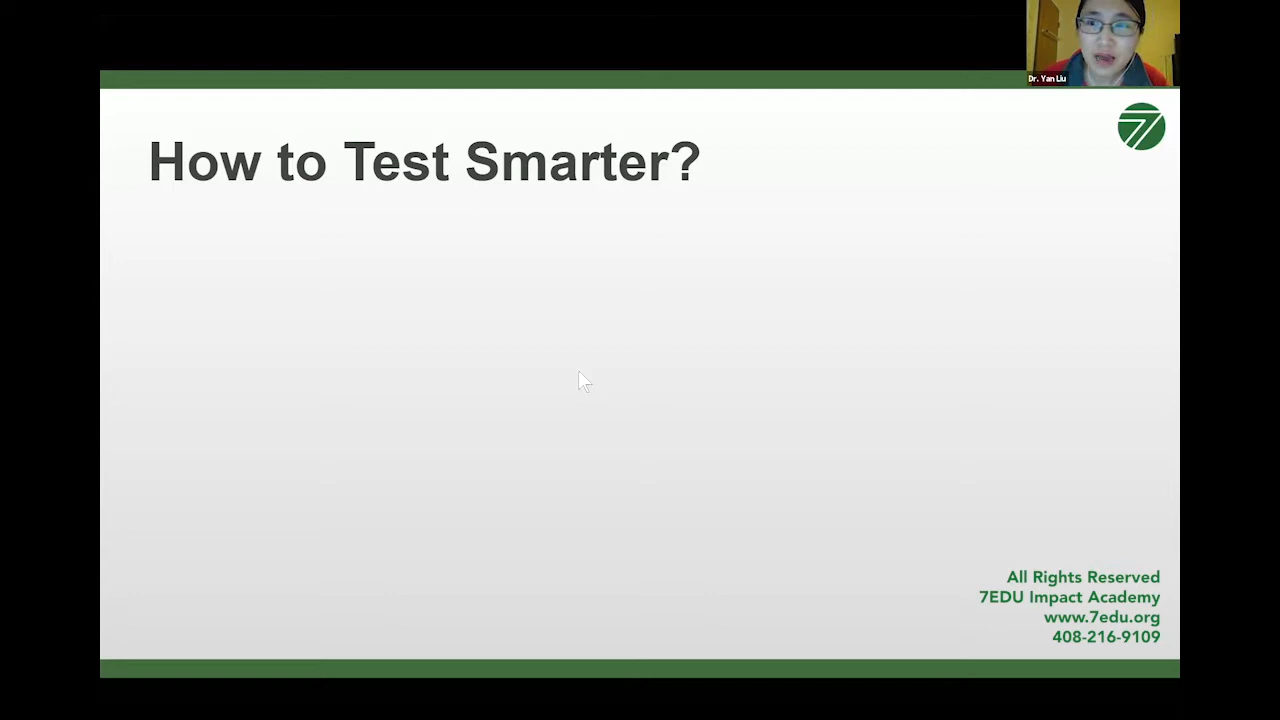 Dr. Yan Liu
How to Test Smarter?
All Rights Reserved
7EDU Impact Academy
www.7edu.org
408-216-9109